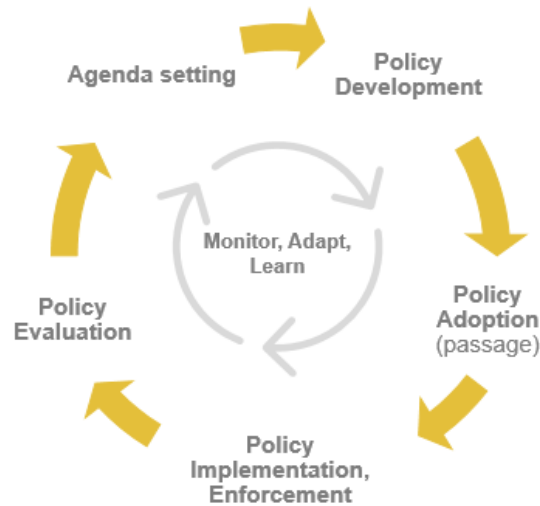 Agenda setting
Policy
Development
Policy
Adoption
(passage)
Policy
Implementation,
Enforcement
Policy
Evaluation
Monitor, Adapt,
Learn